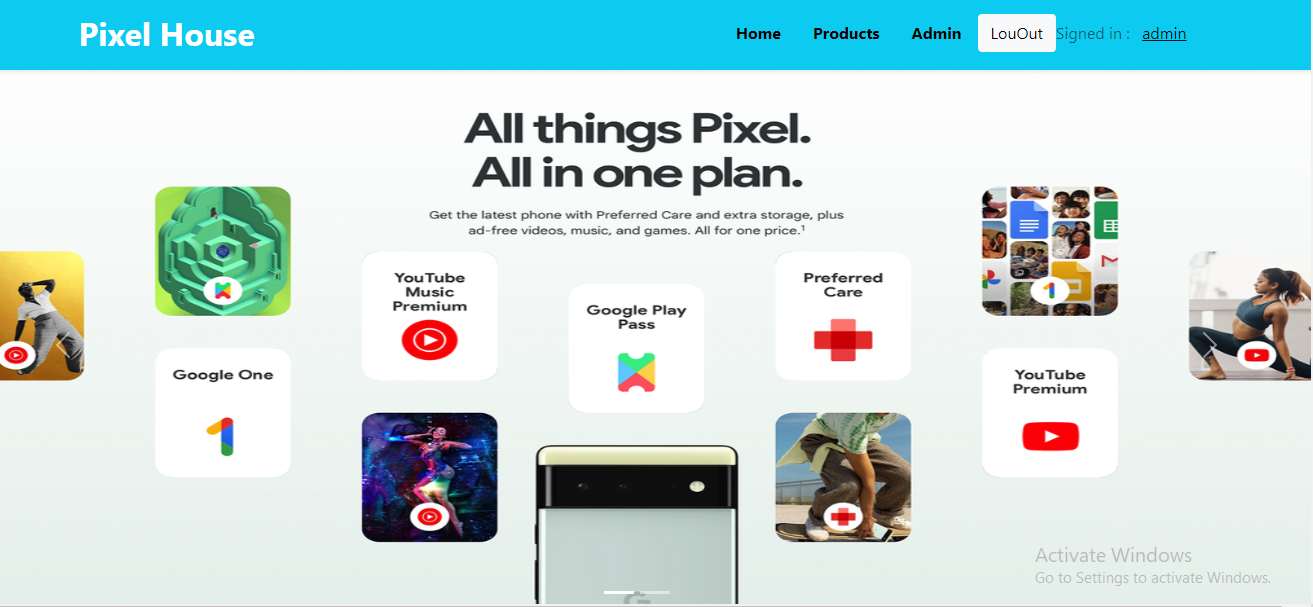 Pixel House
Home Products Admin LouOut Signed in : admin
All things Pixel.
All in one plan.
Get the latest phone with Preferred Care and extra storage, plus
ad-free videos, music, and games. All for one price.¹
YouTube
Music
Premium
Google Play
Pass
Preferred
Care
Google One
1
YouTube
Premium
1
G
Activate Windows
Go to Settings to activate Windows.